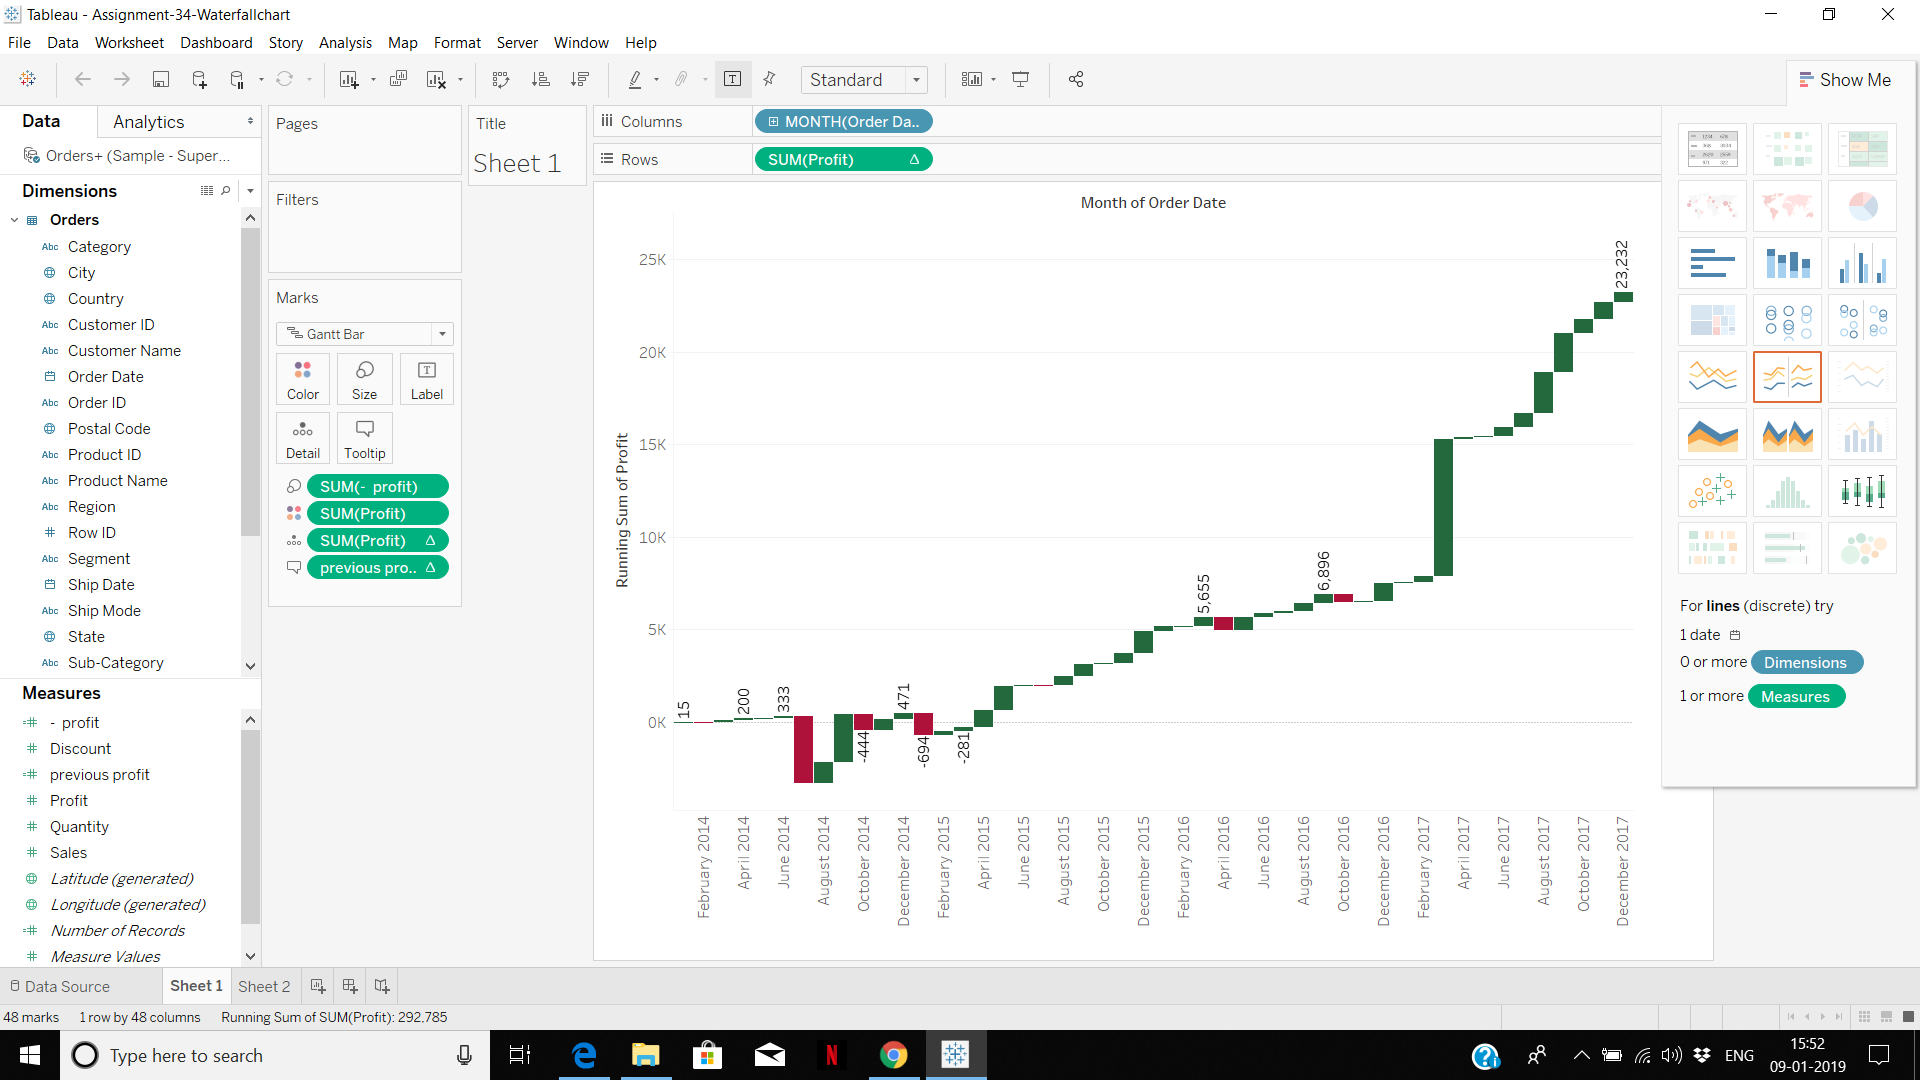 Tableau - Assignment-34-Waterfallchart
File Data Worksheet Dashboard Story Analysis Map Format Server Window Help
Standard
Show Me
Data
Analytics
Orders+ (Sample - Super...
Dimensions
Orders
Abc Category
City
Country
Abc Customer ID
Abc Customer Name
Order Date
Abc Order ID
Postal Code
Abc Product ID
Abc Product Name
Abc Region
# Row ID
Abc Segment
Ship Date
Abc Ship Mode
State
Abc Sub-Category
Measures
=# - profit
# Discount
=# previous profit
# Profit
# Quantity
# Sales
Latitude (generated)
Longitude (generated)
=# Number of Records
# Measure Values
Pages
Filters
Marks
Gantt Bar
Color
Size
Label
Detail
Tooltip
SUM(- profit)
SUM(Profit)
SUM(Profit) Δ
previous pro.. Δ
Title
Sheet 1
Columns
MONTH(Order Da..
Rows
SUM(Profit) Δ
Month of Order Date
Running Sum of Profit
25K
20K
15K
10K
5K
0K
15
200
333
-444
471
-694
-281
5,655
6,896
23,232
February 2014
April 2014
June 2014
August 2014
October 2014
December 2014
February 2015
April 2015
June 2015
August 2015
October 2015
December 2015
February 2016
April 2016
June 2016
August 2016
October 2016
December 2016
February 2017
April 2017
June 2017
August 2017
October 2017
December 2017
For lines (discrete) try
1 date
0 or more Dimensions
1 or more Measures
Data Source
Sheet 1
Sheet 2
48 marks
1 row by 48 columns
Running Sum of SUM(Profit): 292,785
Type here to search
ENG
15:52
09-01-2019